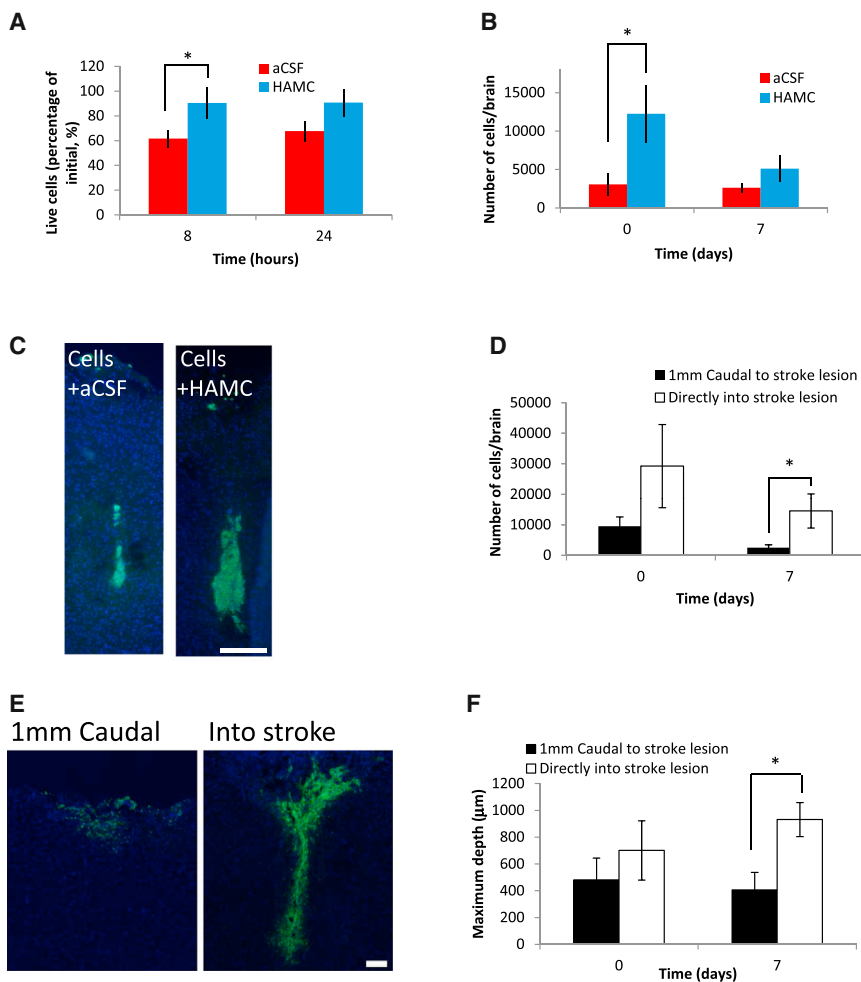 A
Live cells (percentage of
initial, %)
120
100
80
60
40
20
0
*
aCSF
HAMC
8
24
Time (hours)
B
Number of cells/brain
15000
10000
5000
0
*
aCSF
HAMC
0
7
Time (days)
C
Cells
+aCSF
Cells
+HAMC
D
1mm Caudal to stroke lesion
Directly into stroke lesion
Number of cells/brain
50000
40000
30000
20000
10000
0
*
0
7
Time (days)
E
1mm Caudal
Into stroke
F
1mm Caudal to stroke lesion
Directly into stroke lesion
Maximum depth (μm)
1200
1000
800
600
400
200
0
*
0
7
Time (days)